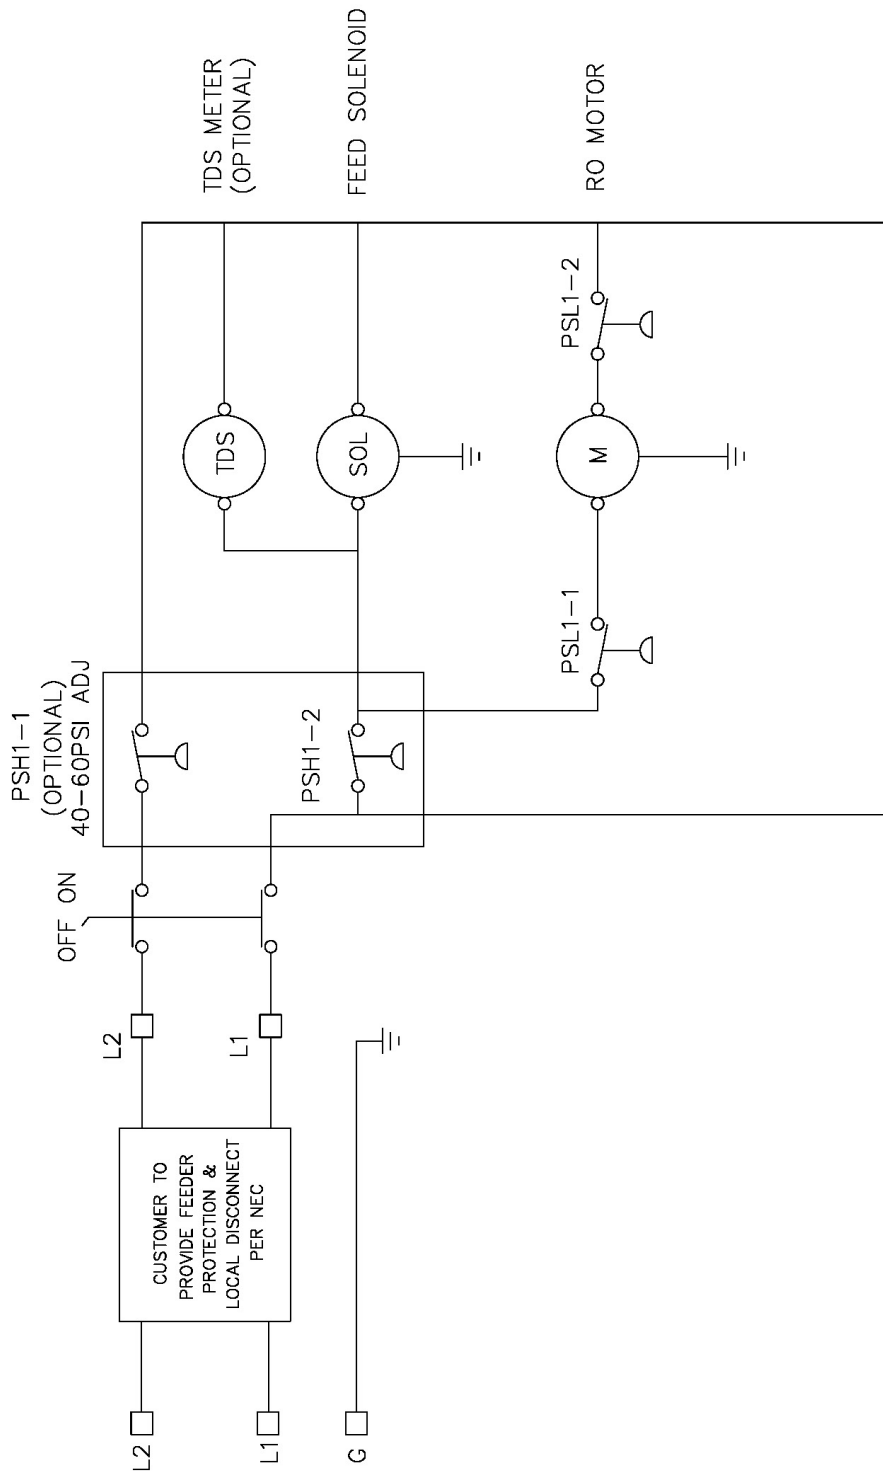 L2
L1
G
CUSTOMER TO
PROVIDE FEEDER
PROTECTION &
LOCAL DISCONNECT
PER NEC
L2
L1
OFF ON
PSH1-1
(OPTIONAL)
40-60PSI ADJ
PSH1-2
TDS
SOL
PSL1-1
M
PSL1-2
TDS METER
(OPTIONAL)
FEED SOLENOID
RO MOTOR